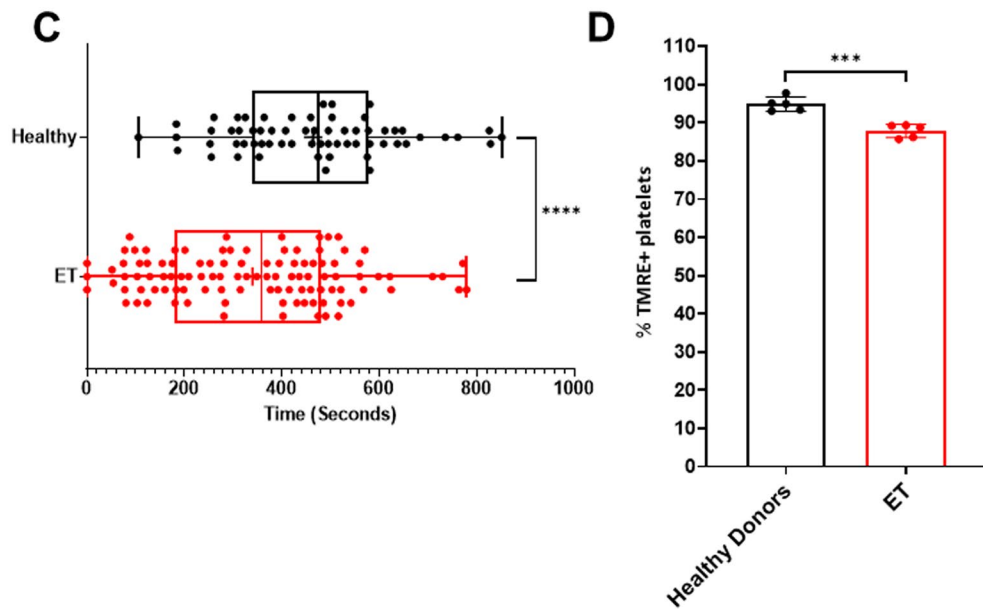 C
Healthy
ET
****
0 200 400 600 800 1000
Time (Seconds)
D
***
110
100
90
80
70
60
50
40
30
20
10
0
% TMRE+ platelets
Healthy Donors
ET